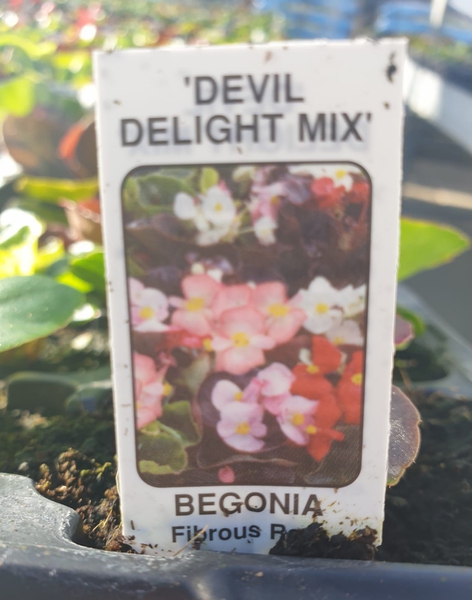 'DEVIL
DELIGHT MIX'
BEGONIA
Fibrous